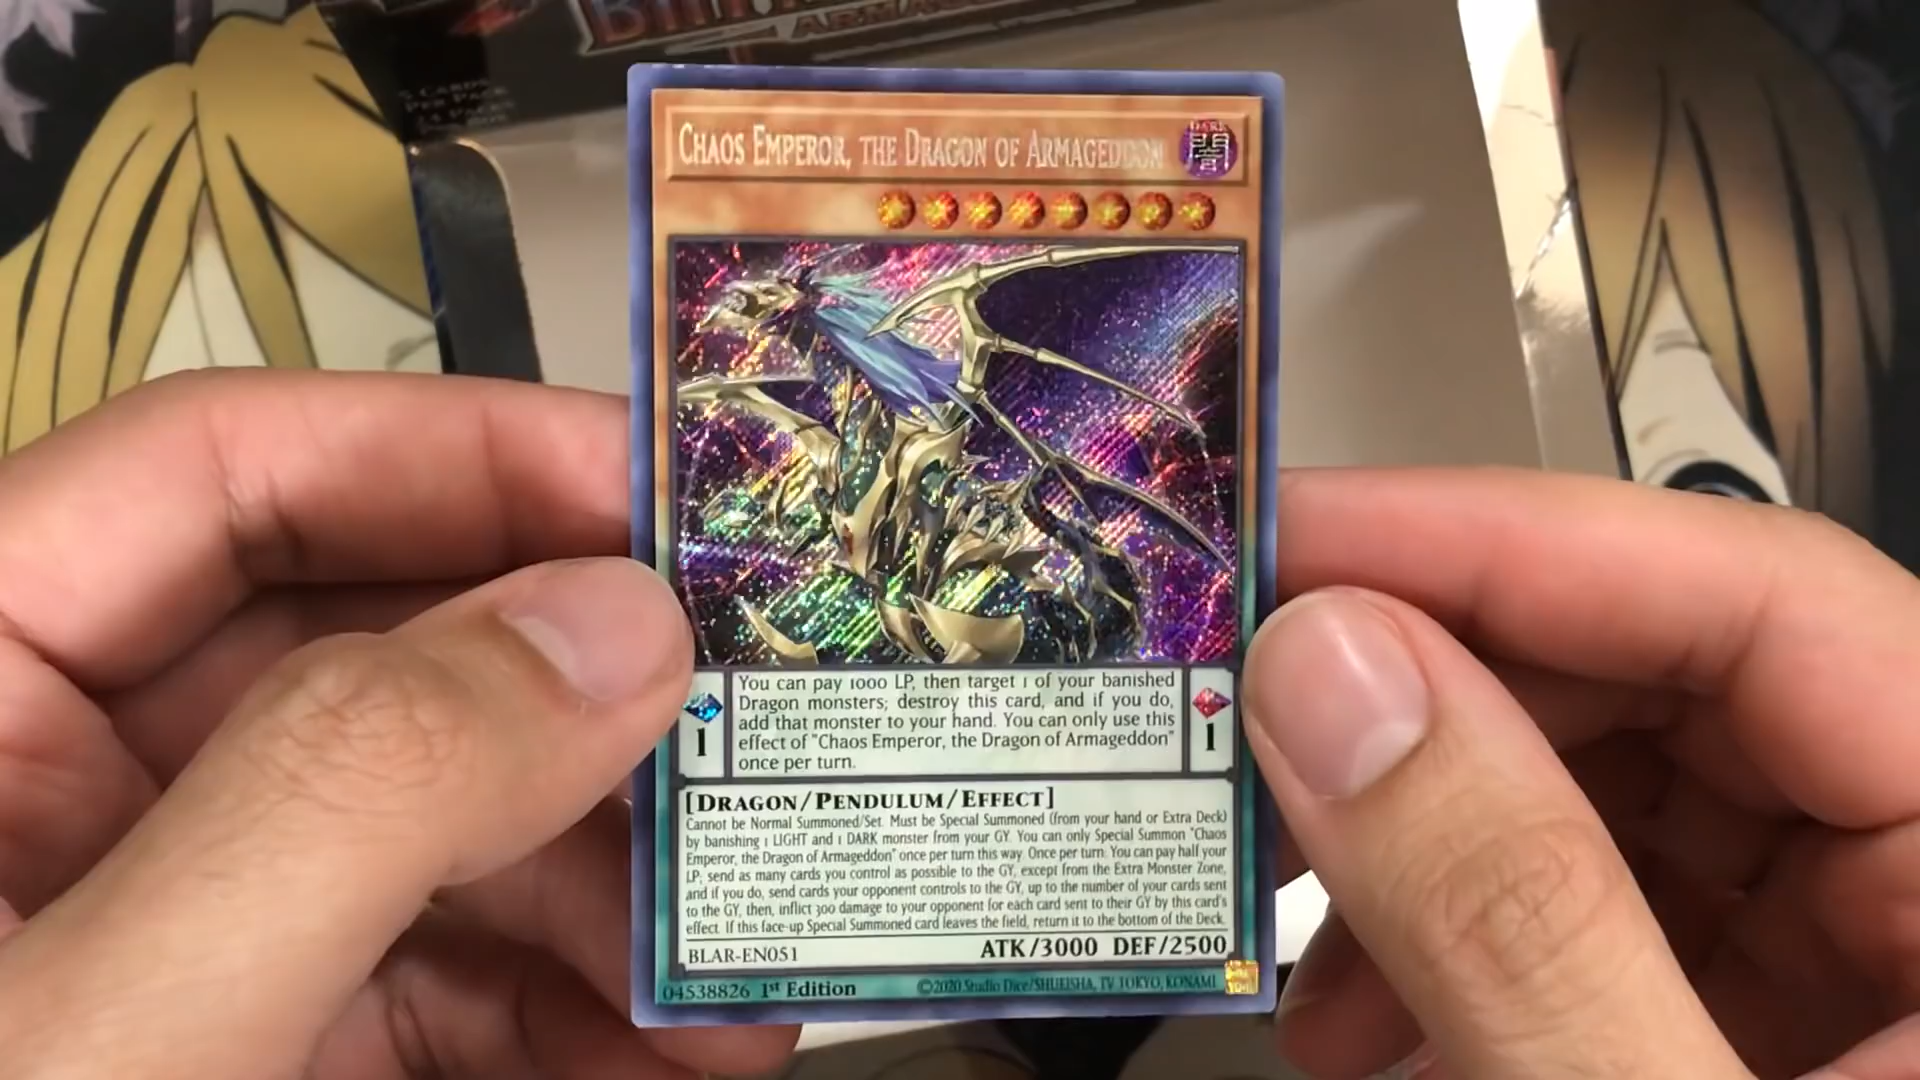 ARMA
5 CARDS
PER PACK
24 PACKS
CHAOS EMPEROR, THE DRAGON OF ARMAGEDDON
DARK
闇
You can pay 1000 LP, then target 1 of your banished
Dragon monsters; destroy this card, and if you do,
add that monster to your hand. You can only use this
effect of "Chaos Emperor, the Dragon of Armageddon"
once per turn.
1
1
[DRAGON/PENDULUM/EFFECT]
Cannot be Normal Summoned/Set. Must be Special Summoned (from your hand or Extra Deck)
by banishing 1 LIGHT and 1 DARK monster from your GY. You can only Special Summon "Chaos
Emperor, the Dragon of Armageddon" once per turn this way. Once per turn: You can pay half your
LP; send as many cards you control as possible to the GY, except from the Extra Monster Zone,
and if you do, send cards your opponent controls to the GY, up to the number of your cards sent
to the GY, then, inflict 300 damage to your opponent for each card sent to their GY by this card's
effect. If this face-up Special Summoned card leaves the field, return it to the bottom of the Deck.
ATK/3000 DEF/2500
BLAR-EN051
04538826 1st Edition
©2020 Studio Dice/SHUEISHA, TV TOKYO, KONAMI